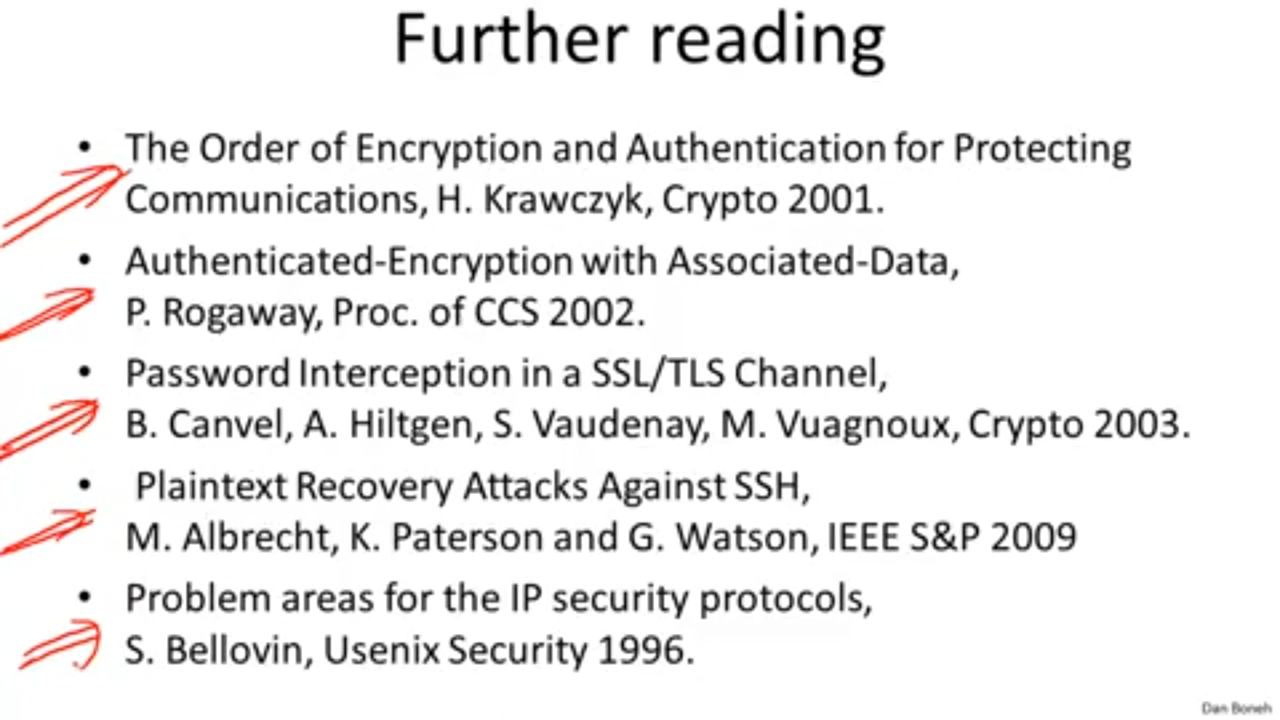 Further reading
• The Order of Encryption and Authentication for Protecting
Communications, H. Krawczyk, Crypto 2001.
• Authenticated-Encryption with Associated-Data,
P. Rogaway, Proc. of CCS 2002.
• Password Interception in a SSL/TLS Channel,
B. Canvel, A. Hiltgen, S. Vaudenay, M. Vuagnoux, Crypto 2003.
• Plaintext Recovery Attacks Against SSH,
M. Albrecht, K. Paterson and G. Watson, IEEE S&P 2009
• Problem areas for the IP security protocols,
S. Bellovin, Usenix Security 1996.
Dan Boneh